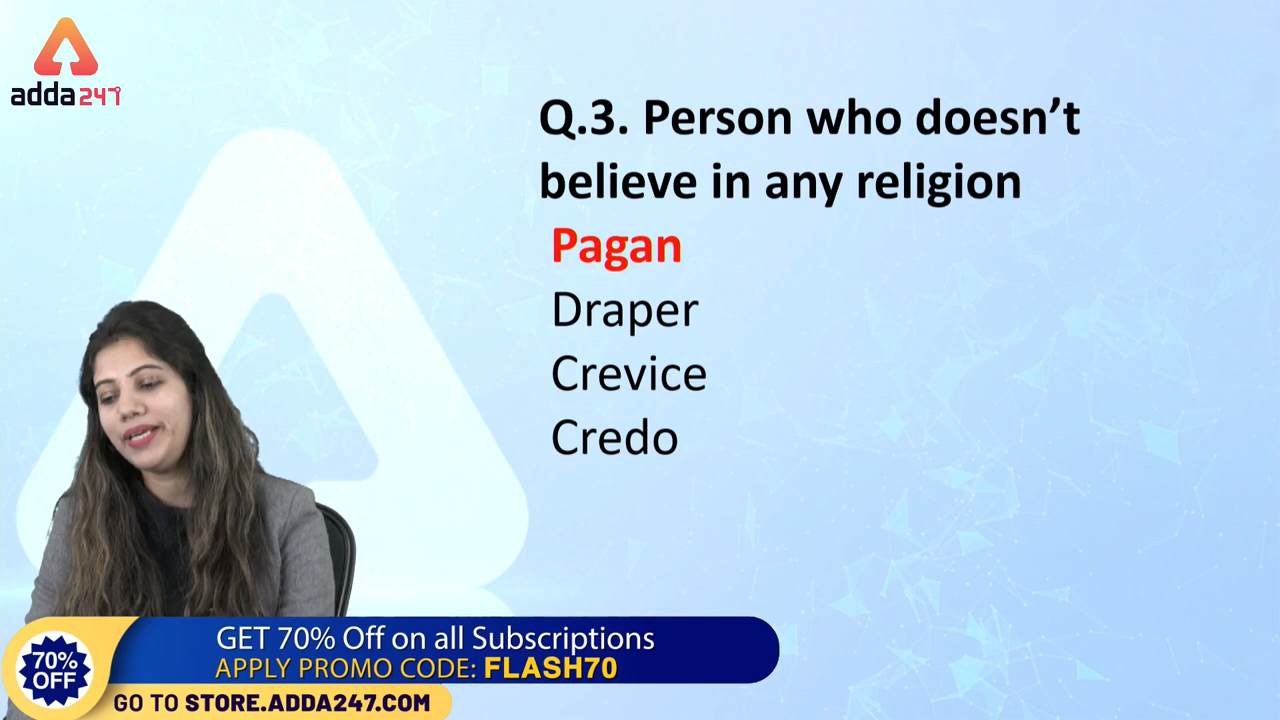 adda247
Q.3. Person who doesn’t
believe in any religion
Pagan
Draper
Crevice
Credo
GET 70% Off on all Subscriptions
APPLY PROMO CODE: FLASH70
70%
OFF
GO TO STORE.ADDA247.COM